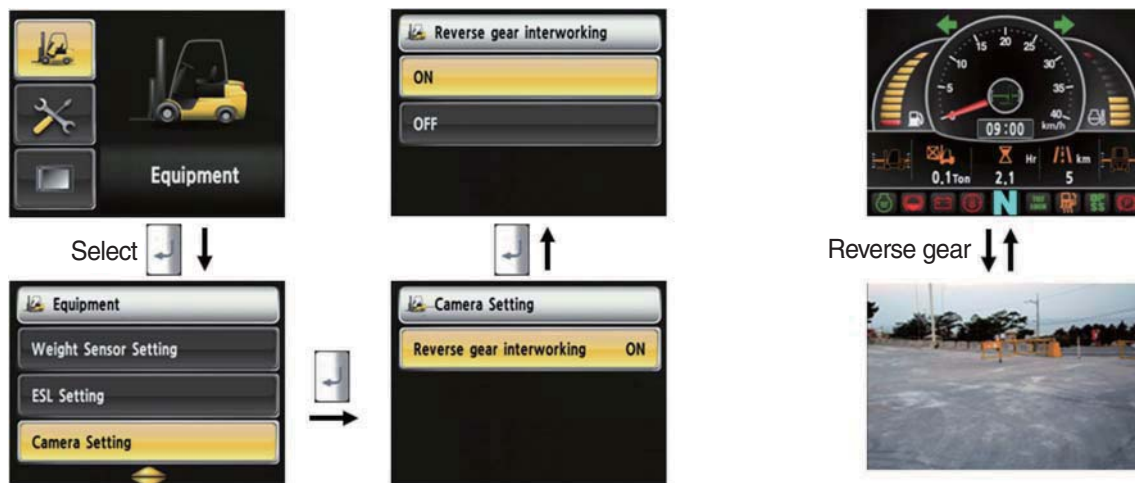 Equipment
Select
Equipment
Weight Sensor Setting
ESL Setting
Camera Setting
Reverse gear interworking
ON
OFF
Camera Setting
Reverse gear interworking ON
5
10
15
20
25
30
35
40
km/h
09:00
Hr
km
0.1Ton
2.1
5
N
OP
SS
Reverse gear